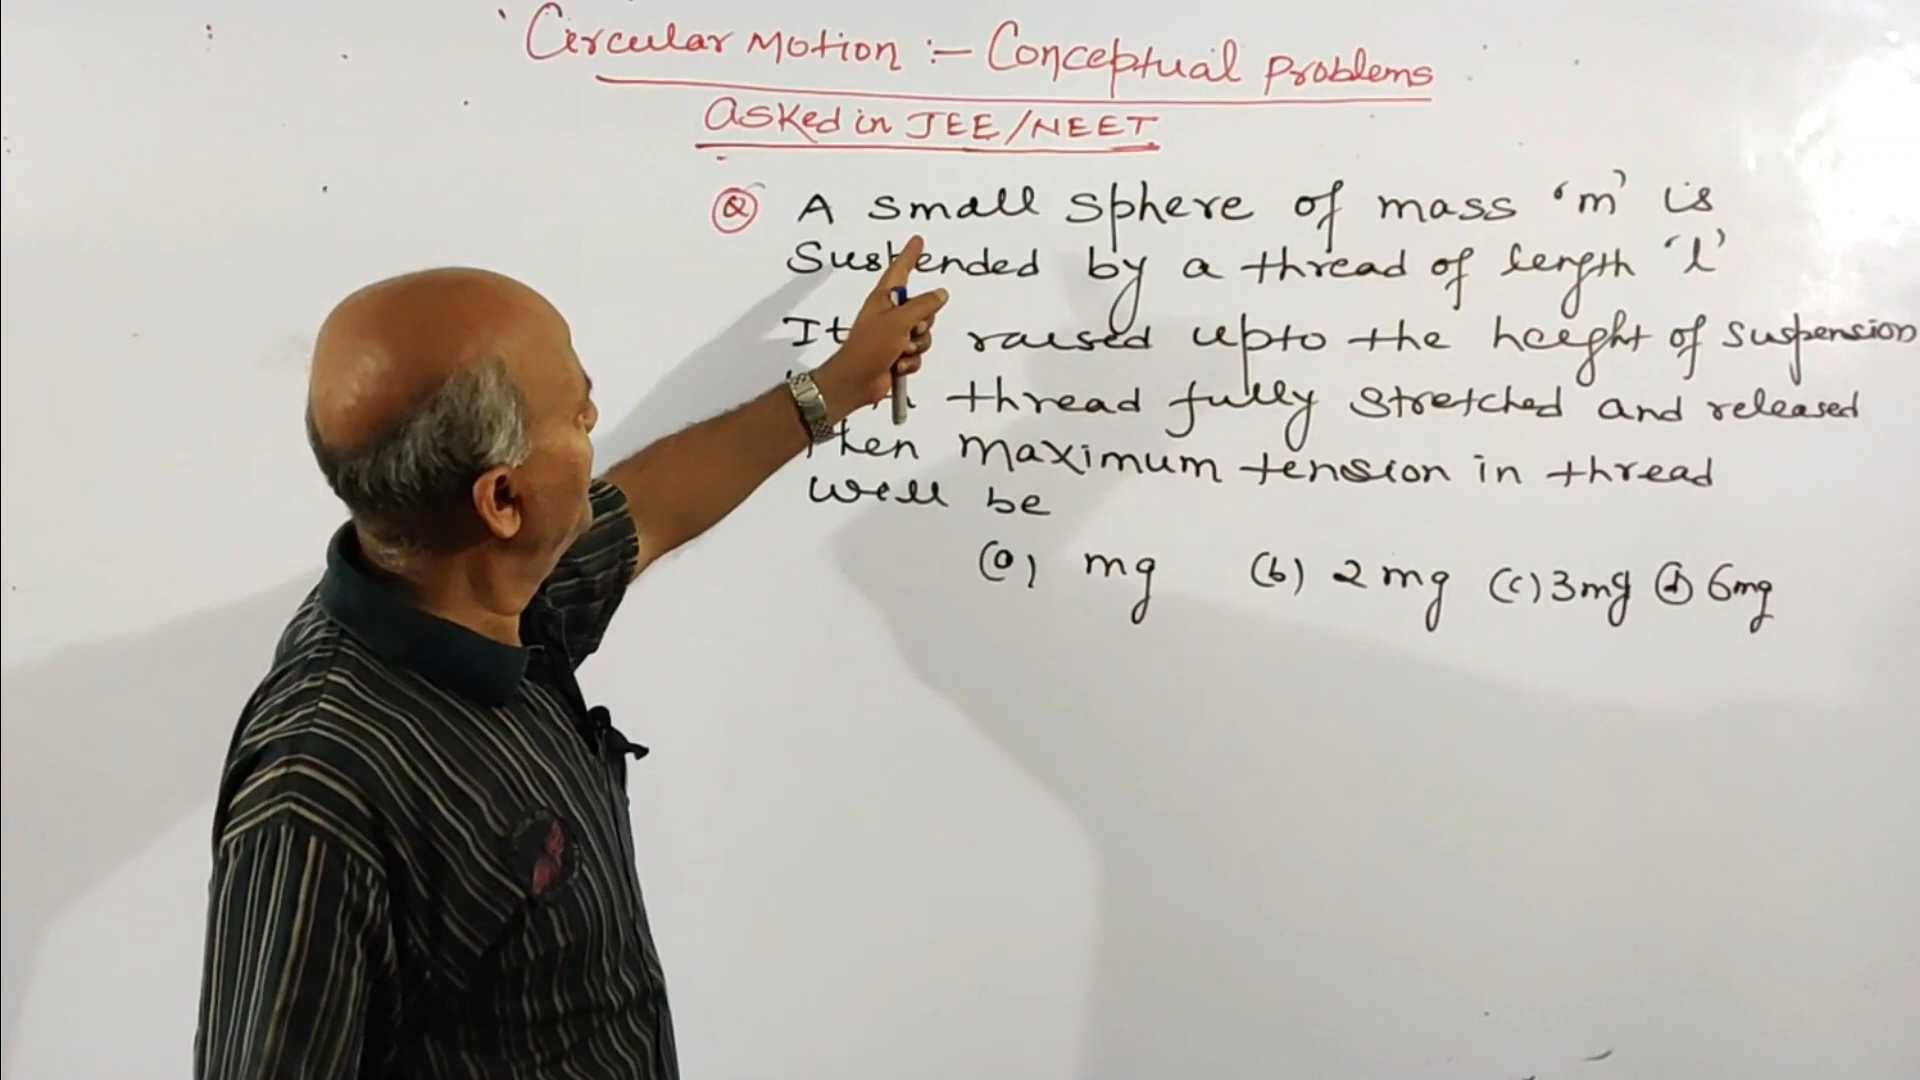 Circular Motion :- Conceptual Problems
asked in JEE/NEET
Q A small sphere of mass 'm' is
Suspended by a thread of length 'l'
It raised upto the height of suspension
thread fully stretched and released
then maximum tension in thread
will be
(a) mg (b) 2mg (c) 3mg (d) 6mg